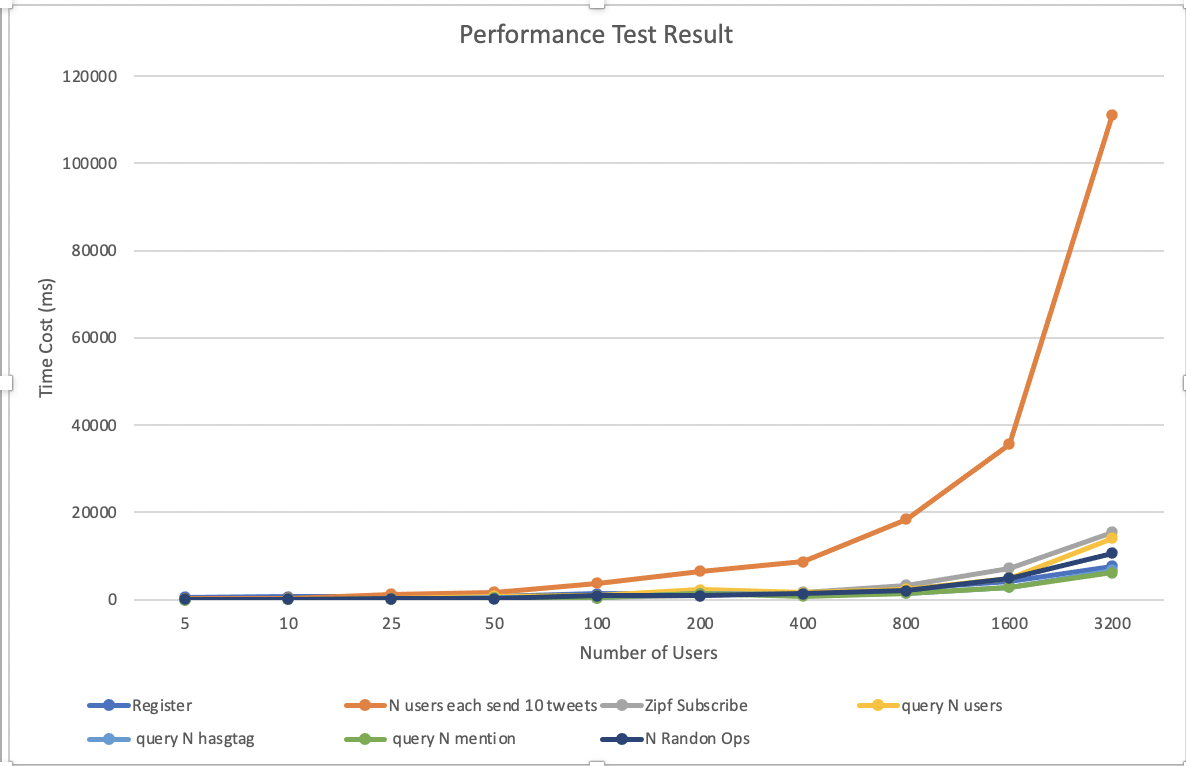 Performance Test Result
120000
100000
80000
60000
40000
20000
0
Time Cost (ms)
5 10 25 50 100 200 400 800 1600 3200
Number of Users
Register N users each send 10 tweets Zipf Subscribe query N users
query N hasgtag query N mention N Randon Ops